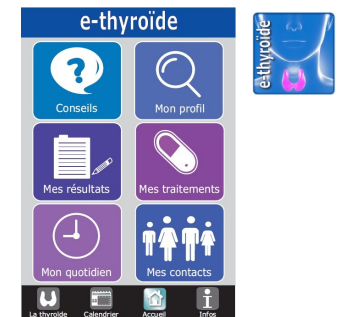 e-thyroïde
Conseils
Mon profil
Mes résultats
Mes traitements
Mon quotidien
Mes contacts
La thyroïde
Calendrier
Accueil
Infos
e-thyroïde